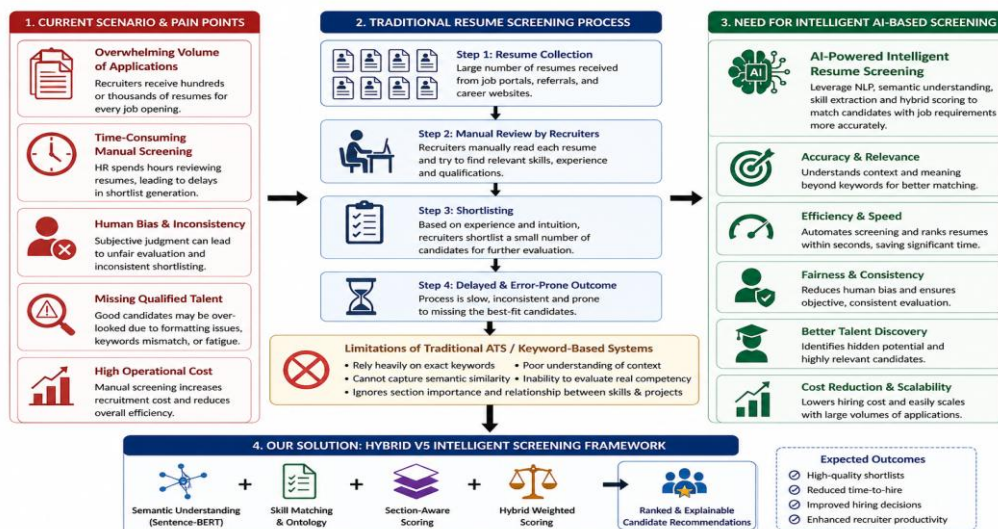 1. CURRENT SCENARIO & PAIN POINTS
Overwhelming Volume
of Applications
Recruiters receive hundreds
or thousands of resumes for
every job opening.
Time-Consuming
Manual Screening
HR spends hours reviewing
resumes, leading to delays
in shortlist generation.
Human Bias & Inconsistency
Subjective judgment can lead
to unfair evaluation and
inconsistent shortlisting.
Missing Qualified Talent
Good candidates may be over-
looked due to formatting issues,
keywords mismatch, or fatigue.
High Operational Cost
Manual screening increases
recruitment cost and reduces
overall efficiency.
2. TRADITIONAL RESUME SCREENING PROCESS
Step 1: Resume Collection
Large number of resumes received
from job portals, referrals, and
career websites.
Step 2: Manual Review by Recruiters
Recruiters manually read each resume
and try to find relevant skills, experience
and qualifications.
Step 3: Shortlisting
Based on experience and intuition,
recruiters shortlist a small number of
candidates for further evaluation.
Step 4: Delayed & Error-Prone Outcome
Process is slow, inconsistent and prone
to missing the best-fit candidates.
Limitations of Traditional ATS / Keyword-Based Systems
• Rely heavily on exact keywords • Poor understanding of context
• Cannot capture semantic similarity • Inability to evaluate real competency
• Ignores section importance and relationship between skills & projects
3. NEED FOR INTELLIGENT AI-BASED SCREENING
AI
AI-Powered Intelligent
Resume Screening
Leverage NLP, semantic understanding,
skill extraction and hybrid scoring to
match candidates with job requirements
more accurately.
Accuracy & Relevance
Understands context and meaning
beyond keywords for better matching.
Efficiency & Speed
Automates screening and ranks resumes
within seconds, saving significant time.
Fairness & Consistency
Reduces human bias and ensures
objective, consistent evaluation.
Better Talent Discovery
Identifies hidden potential and
highly relevant candidates.
Cost Reduction & Scalability
Lowers hiring cost and easily scales
with large volumes of applications.
4. OUR SOLUTION: HYBRID V5 INTELLIGENT SCREENING FRAMEWORK
Semantic Understanding
(Sentence-BERT)
+
Skill Matching
& Ontology
+
Section-Aware
Scoring
+
Hybrid Weighted
Scoring
Ranked & Explainable
Candidate Recommendations
Expected Outcomes
High-quality shortlists
Reduced time-to-hire
Improved hiring decisions
Enhanced recruiter productivity